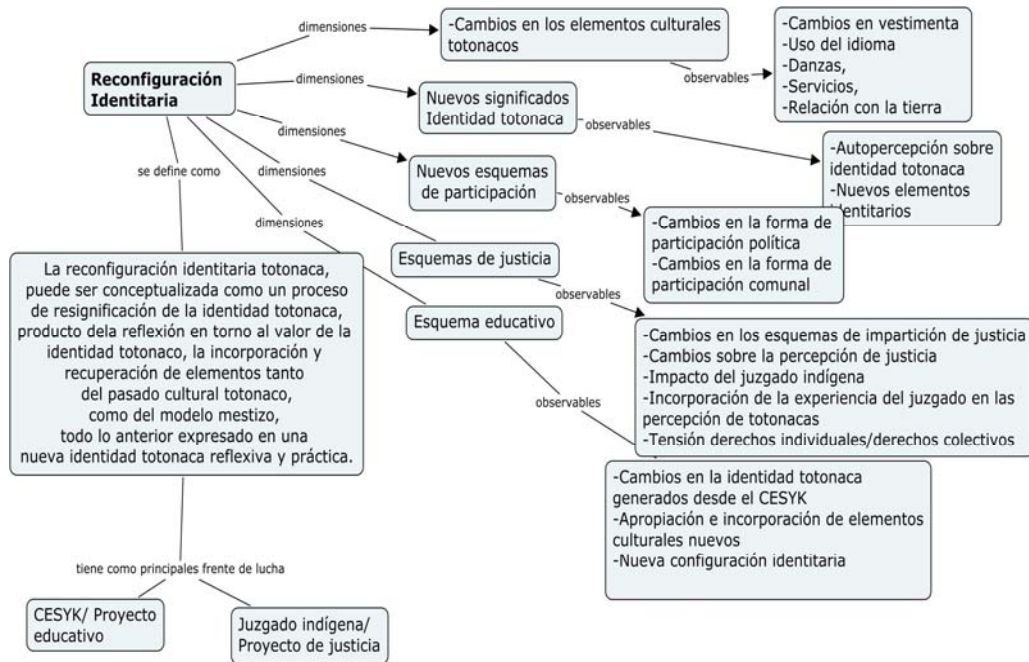 dimensiones
-Cambios en los elementos culturales
totonacos
observables
-Cambios en vestimenta
-Uso del idioma
-Danzas,
-Servicios,
-Relación con la tierra
Reconfiguración
Identitaria
dimensiones
Nuevos significados
Identidad totonaca
observables
-Autopercepción sobre
identidad totonaca
-Nuevos elementos
identitarios
dimensiones
Nuevos esquemas
de participación
observables
-Cambios en la forma de
participación política
-Cambios en la forma de
participación comunal
dimensiones
Esquemas de justicia
observables
-Cambios en los esquemas de impartición de justicia
-Cambios sobre la percepción de justicia
-Impacto del juzgado indígena
-Incorporación de la experiencia del juzgado en las
percepción de totonacas
-Tensión derechos individuales/derechos colectivos
dimensiones
Esquema educativo
observables
-Cambios en la identidad totonaca
generados desde el CESYK
-Apropiación e incorporación de elementos
culturales nuevos
-Nueva configuración identitaria
se define como
La reconfiguración identitaria totonaca,
puede ser conceptualizada como un proceso
de resignificación de la identidad totonaca,
producto dela reflexión en torno al valor de la
identidad totonaco, la incorporación y
recuperación de elementos tanto
del pasado cultural totonaco,
como del modelo mestizo,
todo lo anterior expresado en una
nueva identidad totonaca reflexiva y práctica.
tiene como principales frente de lucha
CESYK/ Proyecto
educativo
Juzgado indígena/
Proyecto de justicia